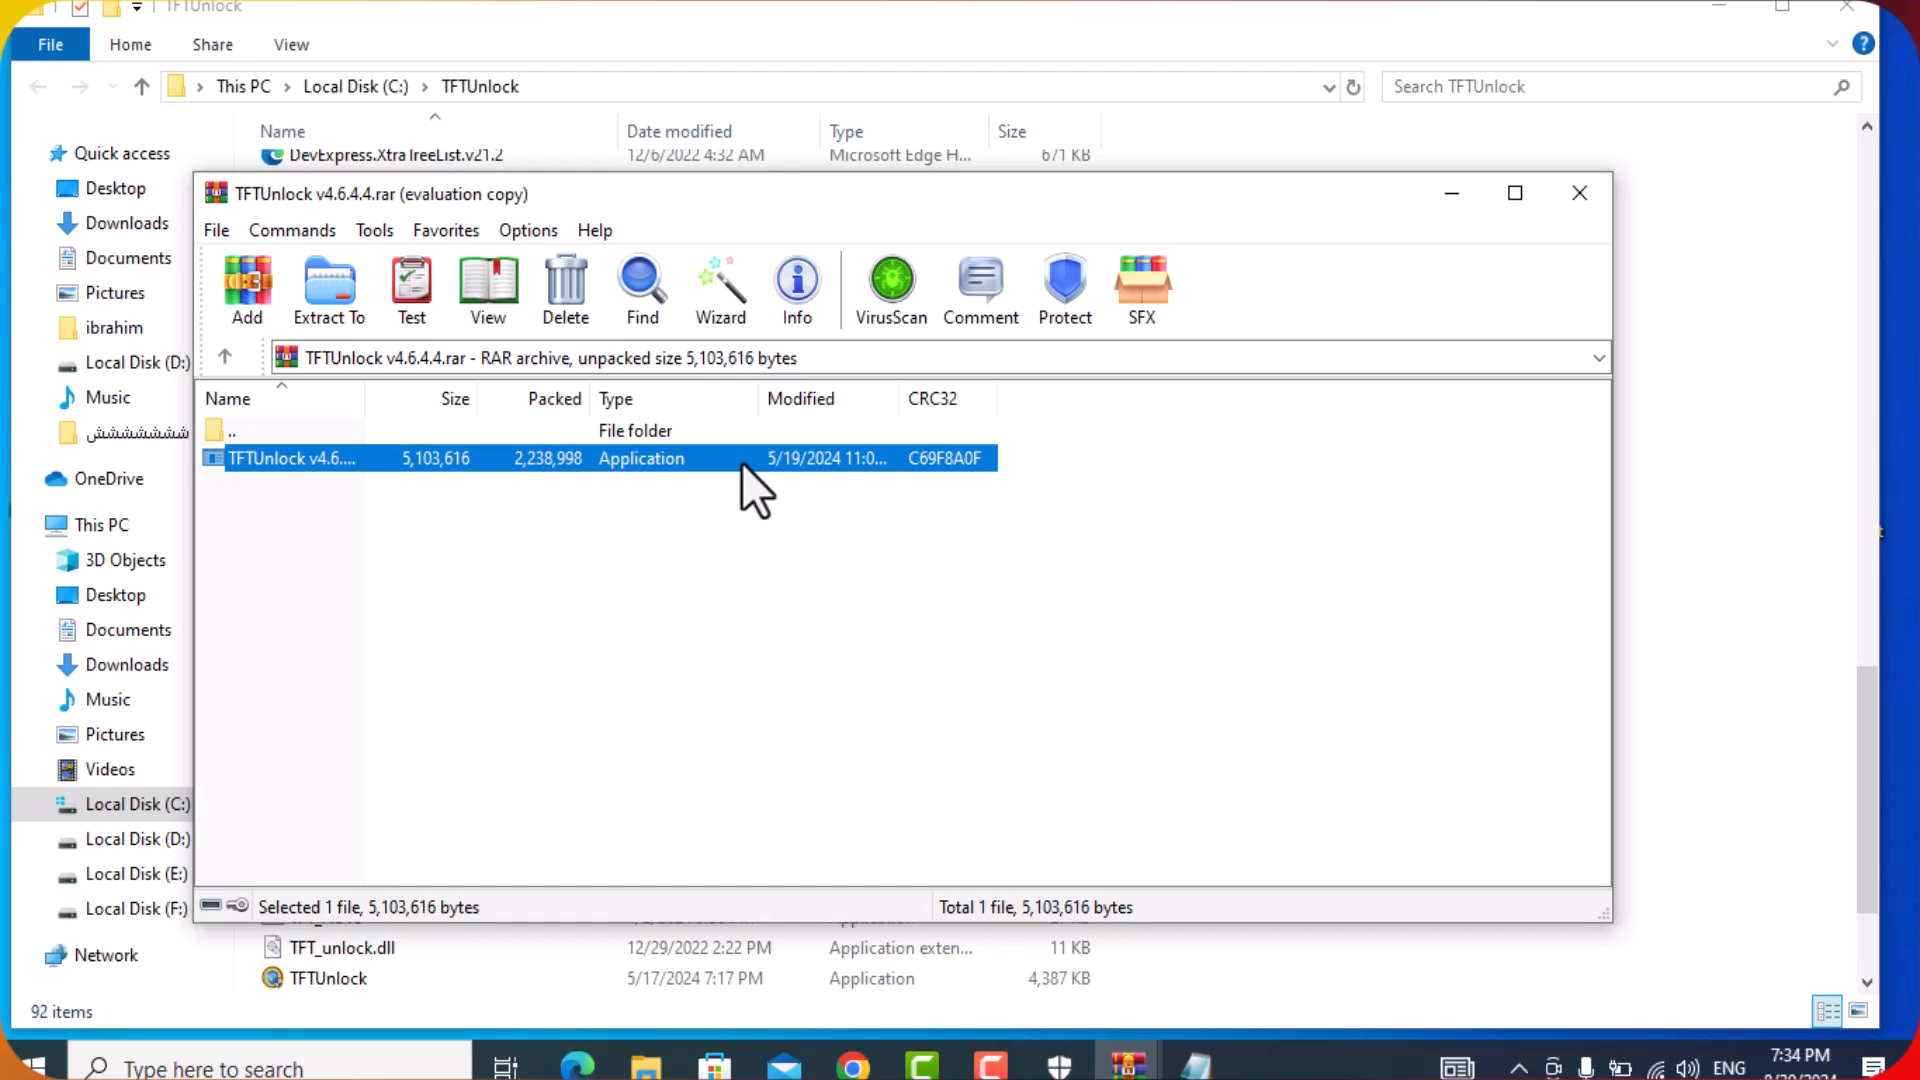 TFTUnlock
File Home Share View
This PC > Local Disk (C:) > TFTUnlock
Search TFTUnlock
Name Date modified Type Size
DevExpress.XtraTreeList.v21.2 12/6/2022 4:32 AM Microsoft Edge H... 671 KB
Quick access
Desktop
Downloads
Documents
Pictures
ibrahim
Local Disk (D:)
Music
ششششششش
OneDrive
This PC
3D Objects
Desktop
Documents
Downloads
Music
Pictures
Videos
Local Disk (C:)
Local Disk (D:)
Local Disk (E:)
Local Disk (F:)
Network
TFTUnlock v4.6.4.4.rar (evaluation copy)
File Commands Tools Favorites Options Help
Add Extract To Test View Delete Find Wizard Info VirusScan Comment Protect SFX
TFTUnlock v4.6.4.4.rar - RAR archive, unpacked size 5,103,616 bytes
Name Size Packed Type Modified CRC32
.. File folder
TFTUnlock v4.6.... 5,103,616 2,238,998 Application 5/19/2024 11:0... C69F8A0F
Selected 1 file, 5,103,616 bytes Total 1 file, 5,103,616 bytes
TFT_unlock.dll 12/29/2022 2:22 PM Application exten... 11 KB
TFTUnlock 5/17/2024 7:17 PM Application 4,387 KB
92 items
Type here to search
ENG
7:34 PM